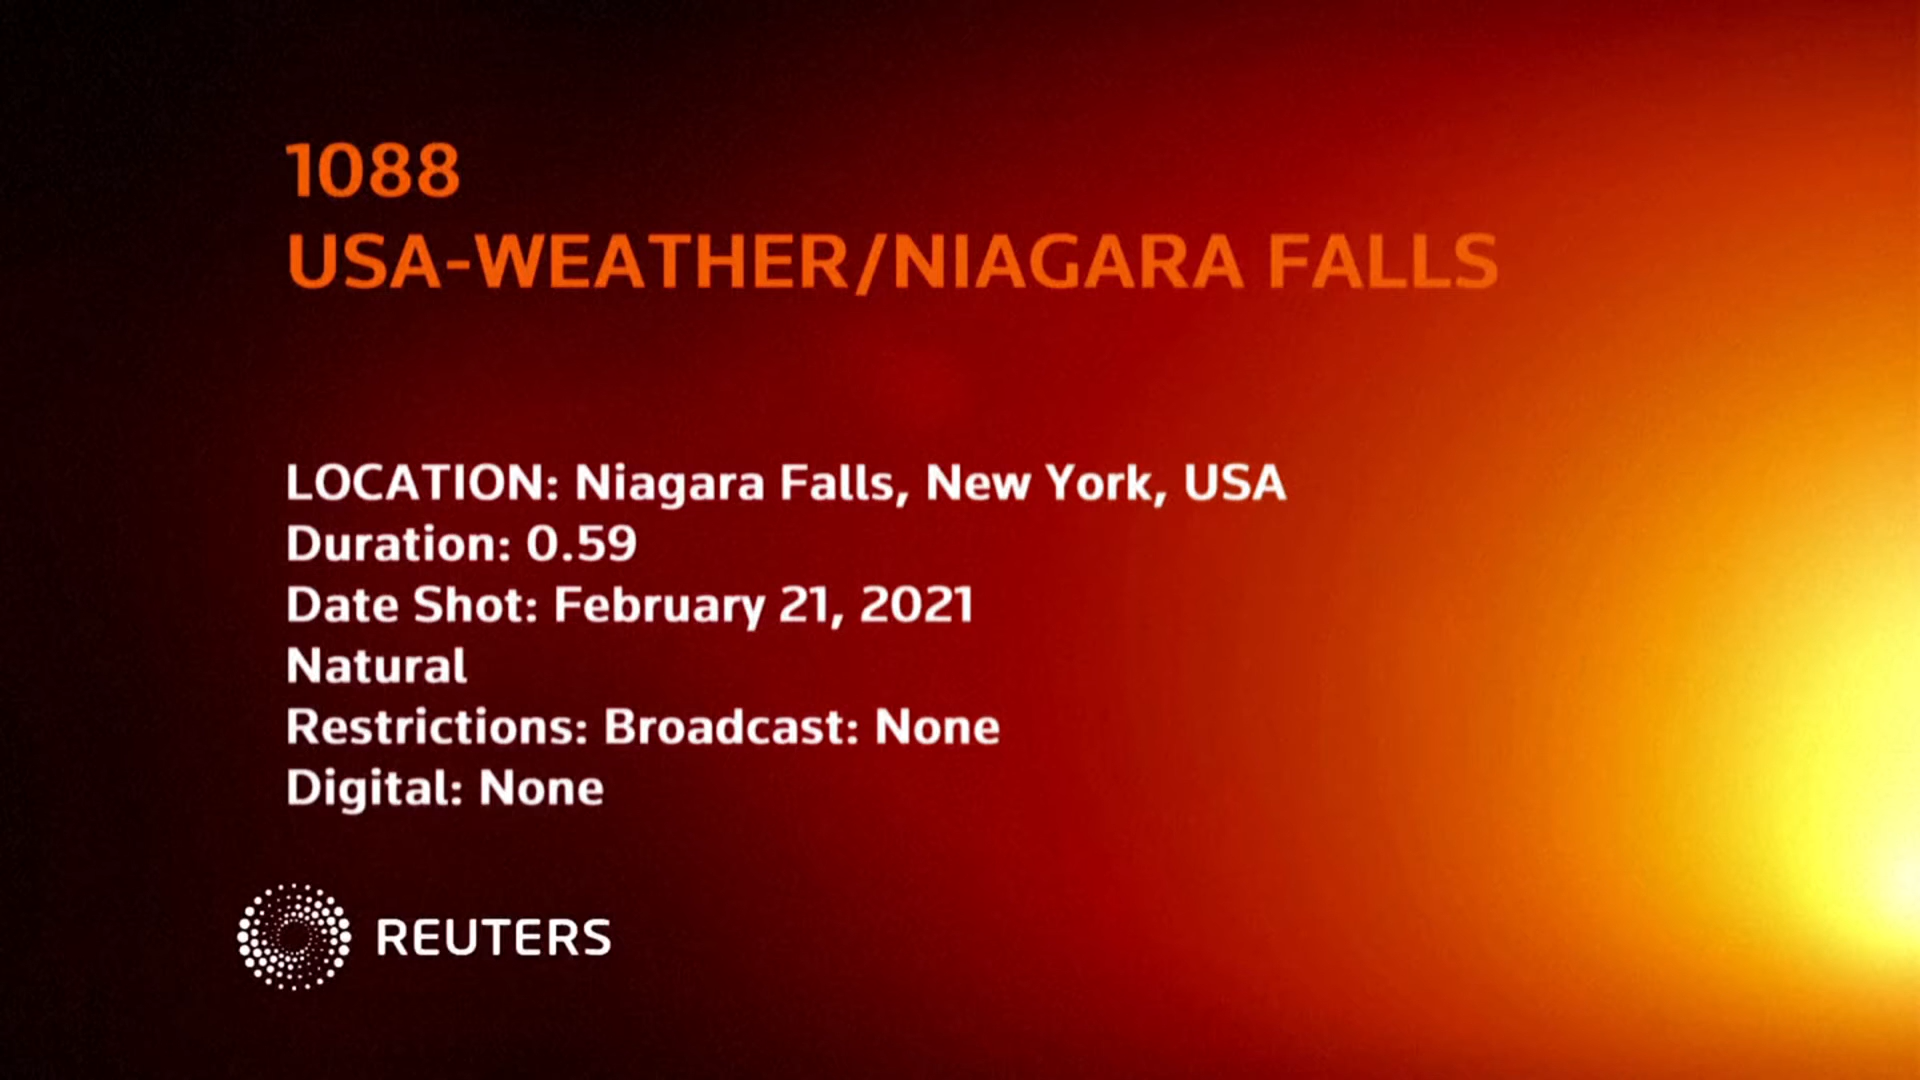 1088
USA-WEATHER/NIAGARA FALLS
LOCATION: Niagara Falls, New York, USA
Duration: 0.59
Date Shot: February 21, 2021
Natural
Restrictions: Broadcast: None
Digital: None
REUTERS